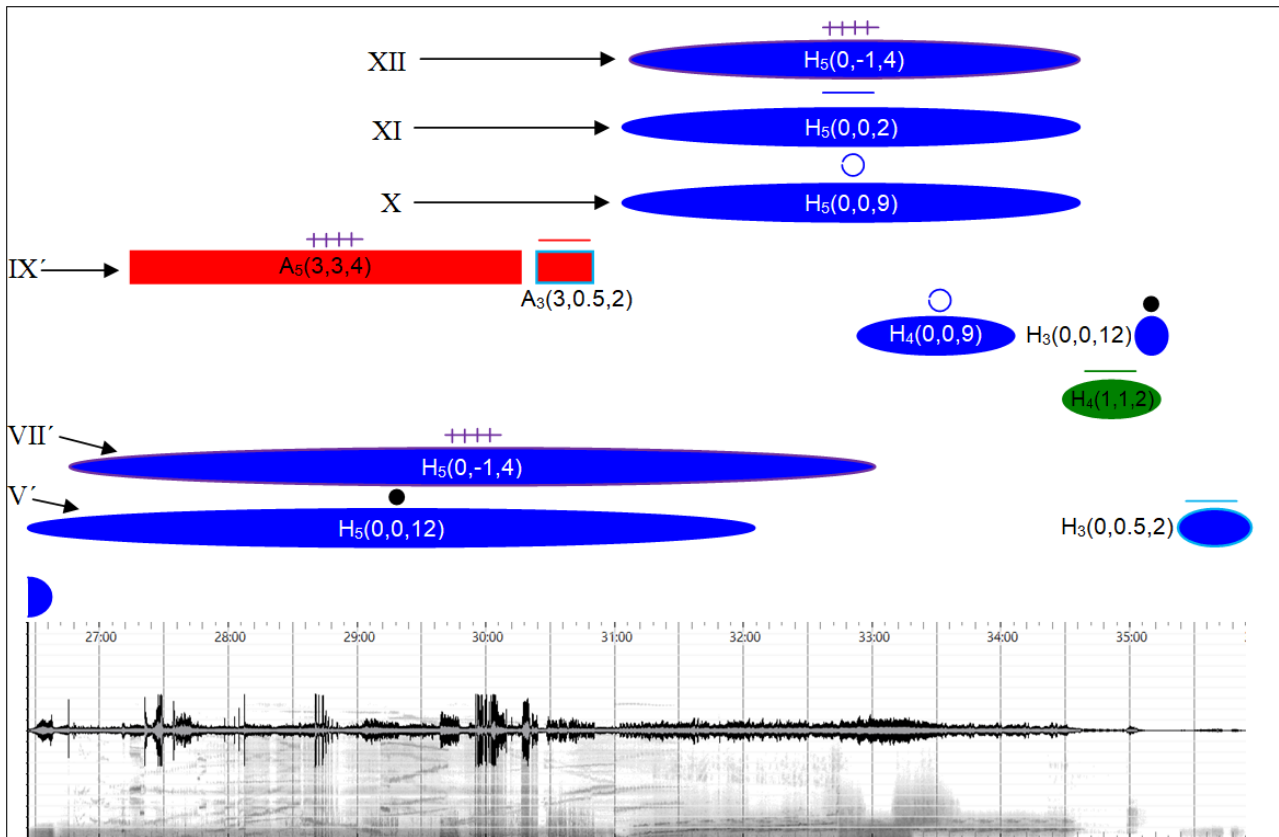 XII H₅(0,-1,4)
XI H₅(0,0,2)
X H₅(0,0,9)
IX´ A₅(3,3,4)
A₃(3,0.5,2)
H₄(0,0,9) H₃(0,0,12)
H₄(1,1,2)
VII´ H₅(0,-1,4)
V´ H₅(0,0,12) H₃(0,0.5,2)
27:00 28:00 29:00 30:00 31:00 32:00 33:00 34:00 35:00